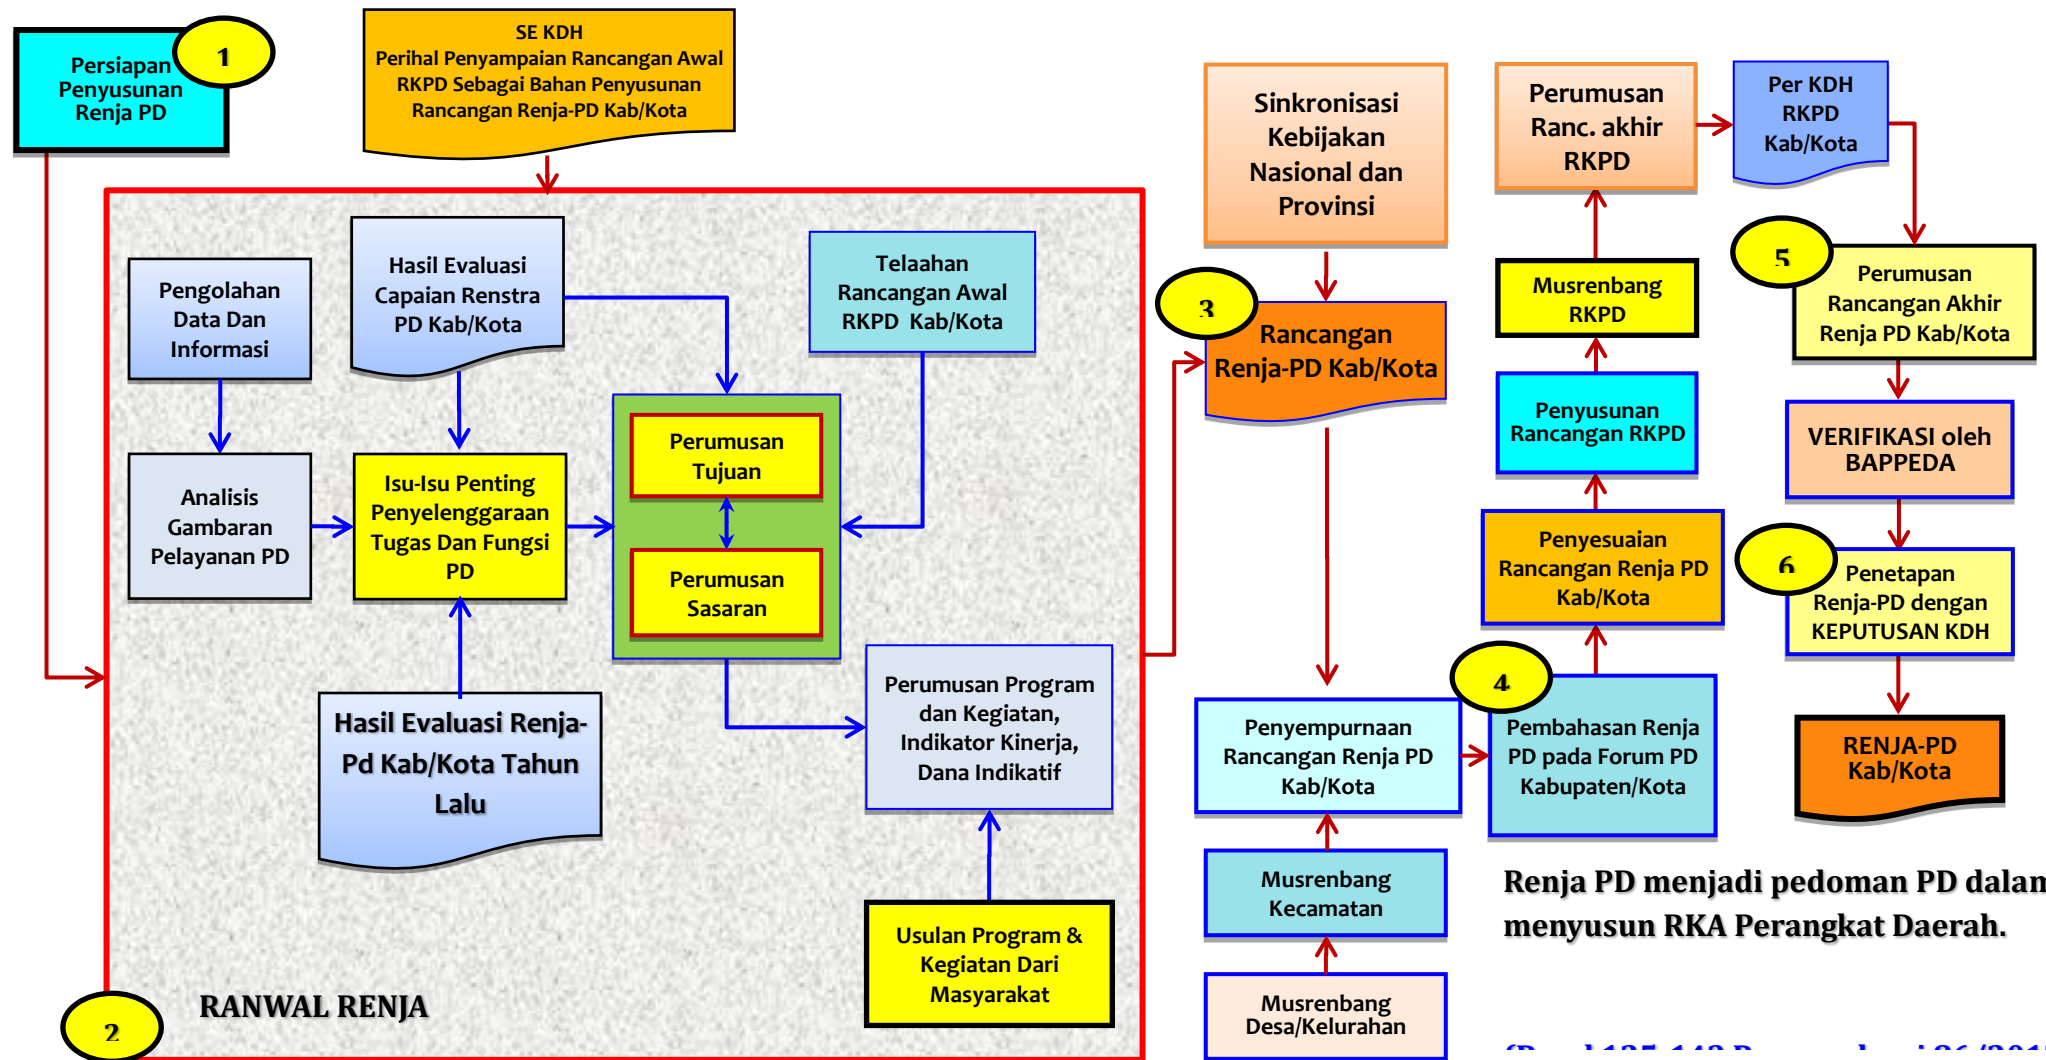 1
Persiapan
Penyusunan
Renja PD
SE KDH
Perihal Penyampaian Rancangan Awal
RKPD Sebagai Bahan Penyusunan
Rancangan Renja-PD Kab/Kota
Pengolahan
Data Dan
Informasi
Hasil Evaluasi
Capaian Renstra
PD Kab/Kota
Telaahan
Rancangan Awal
RKPD Kab/Kota
Analisis
Gambaran
Pelayanan PD
Isu-Isu Penting
Penyelenggaraan
Tugas Dan Fungsi
PD
Perumusan
Tujuan
Perumusan
Sasaran
Hasil Evaluasi Renja-
Pd Kab/Kota Tahun
Lalu
Perumusan Program
dan Kegiatan,
Indikator Kinerja,
Dana Indikatif
Usulan Program &
Kegiatan Dari
Masyarakat
2
RANWAL RENJA
Sinkronisasi
Kebijakan
Nasional dan
Provinsi
3
Rancangan
Renja-PD Kab/Kota
Penyempurnaan
Rancangan Renja PD
Kab/Kota
Musrenbang
Kecamatan
Musrenbang
Desa/Kelurahan
4
Pembahasan Renja
PD pada Forum PD
Kabupaten/Kota
Penyesuaian
Rancangan Renja PD
Kab/Kota
Penyusunan
Rancangan RKPD
Musrenbang
RKPD
Perumusan
Ranc. akhir
RKPD
Per KDH
RKPD
Kab/Kota
5
Perumusan
Rancangan Akhir
Renja PD Kab/Kota
VERIFIKASI oleh
BAPPEDA
6
Penetapan
Renja-PD dengan
KEPUTUSAN KDH
RENJA-PD
Kab/Kota
Renja PD menjadi pedoman PD dalam
menyusun RKA Perangkat Daerah.